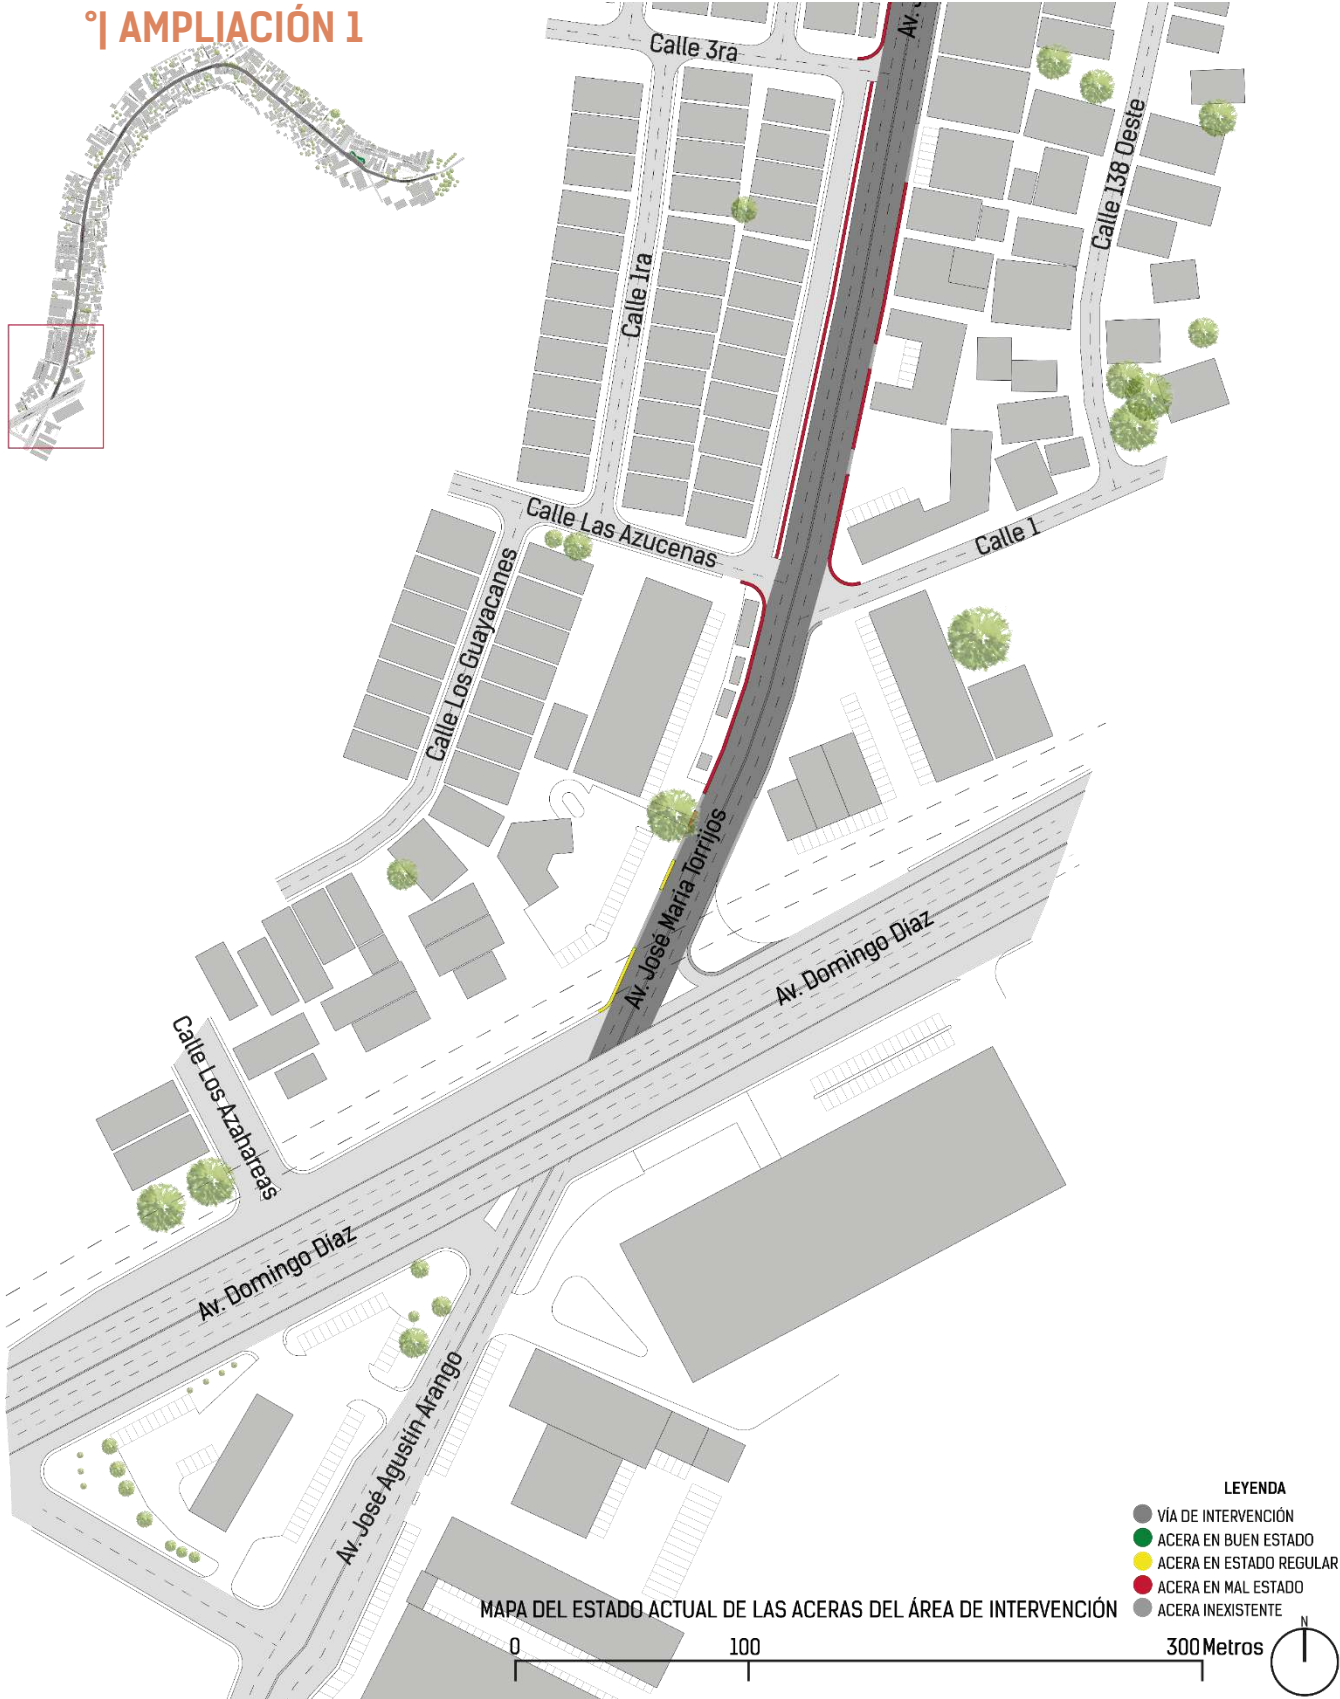 °| AMPLIACIÓN 1
Av. J
Calle 3ra
Calle 138 Oeste
Calle 1ra
Calle Las Azucenas
Calle 1
Calle Los Guayacanes
Av. José Maria Torrijos
Av. Domingo Díaz
Calle Los Azahareas
Av. Domingo Díaz
Av. José Agustín Arango
LEYENDA
VÍA DE INTERVENCIÓN
ACERA EN BUEN ESTADO
ACERA EN ESTADO REGULAR
ACERA EN MAL ESTADO
ACERA INEXISTENTE
MAPA DEL ESTADO ACTUAL DE LAS ACERAS DEL ÁREA DE INTERVENCIÓN
0 100 300 Metros
N